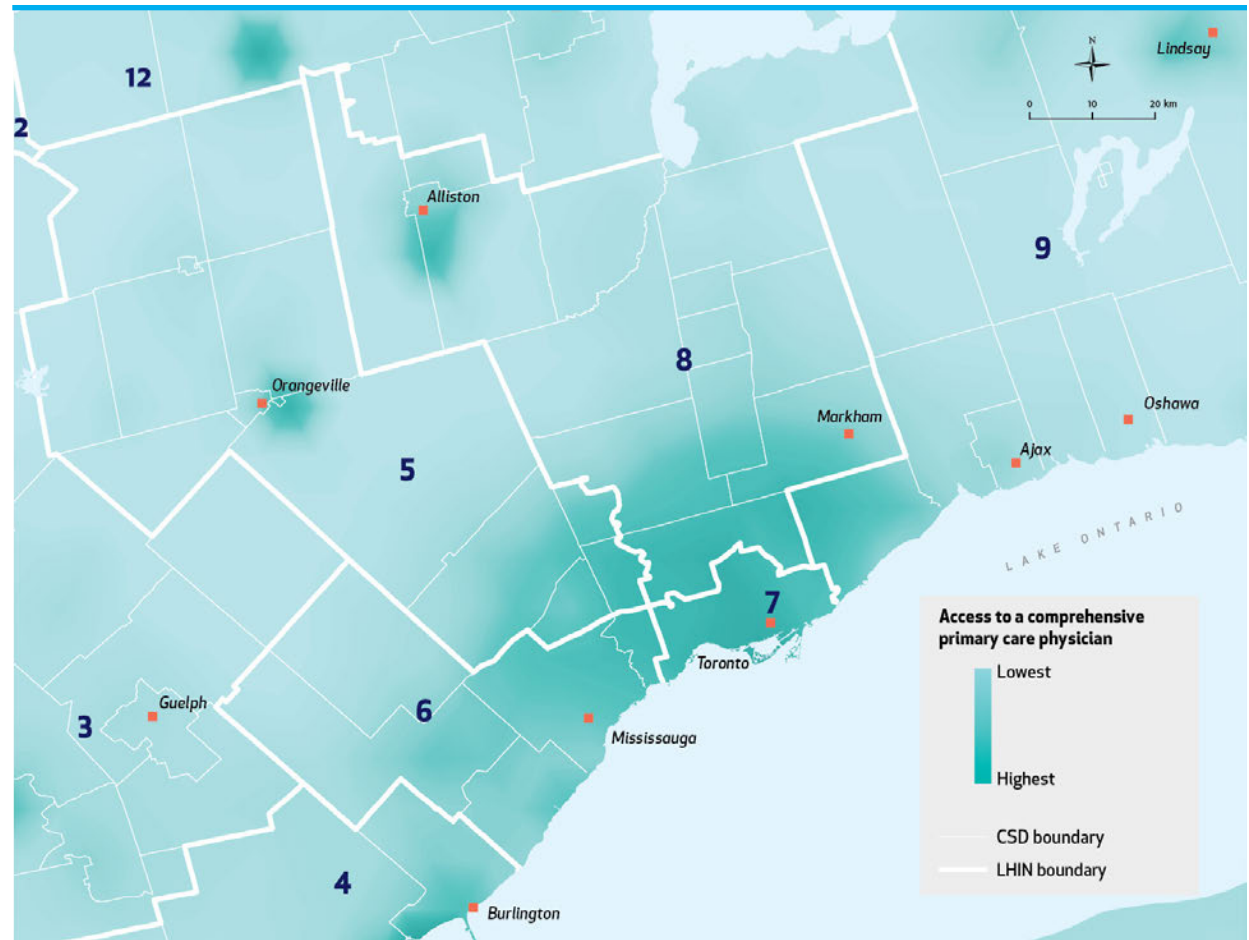 N
Lindsay
12
0 10 20 km
2
Alliston
9
8
Orangeville
Markham
Oshawa
Ajax
5
LAKE ONTARIO
7
Toronto
Access to a comprehensive
primary care physician
Lowest
Highest
CSD boundary
LHIN boundary
Guelph
3
6
Mississauga
4
Burlington